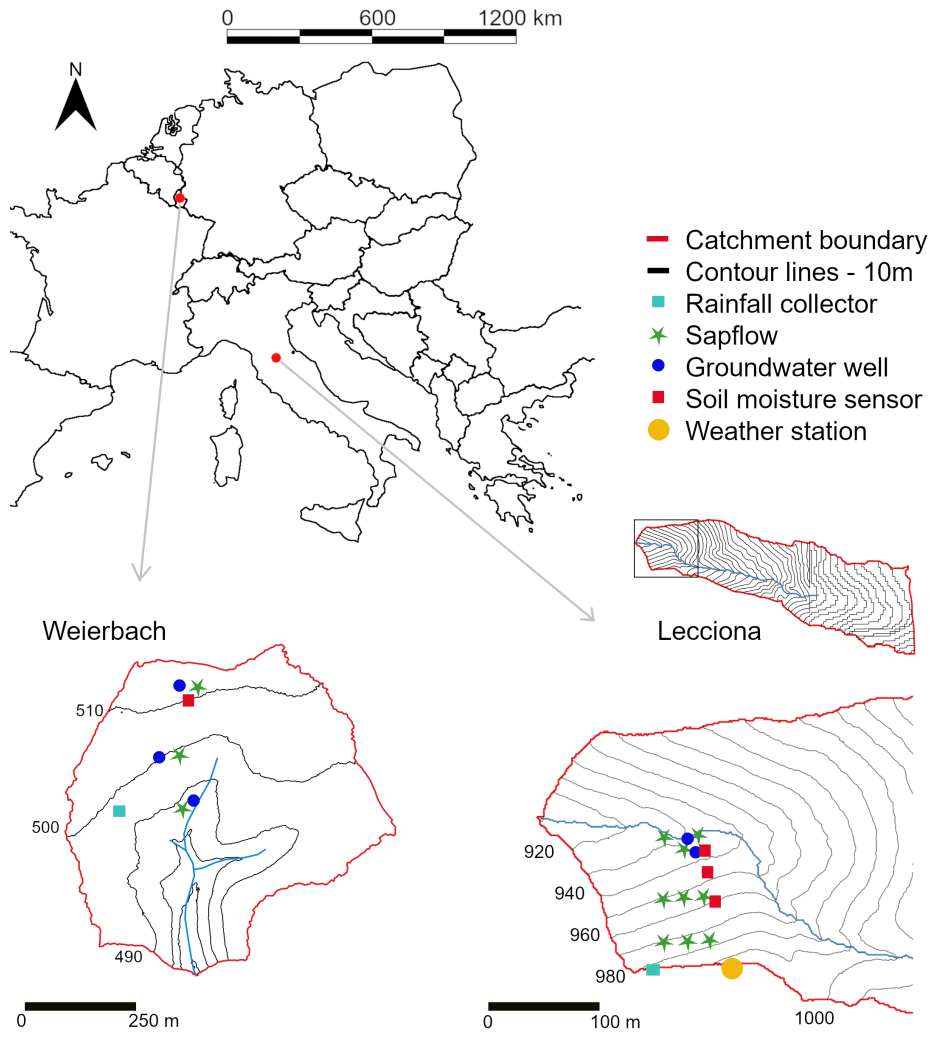 0 600 1200 km
N
Catchment boundary
Contour lines - 10m
Rainfall collector
Sapflow
Groundwater well
Soil moisture sensor
Weather station
Weierbach
Lecciona
510
500
490
0 250 m
920
940
960
980
1000
0 100 m